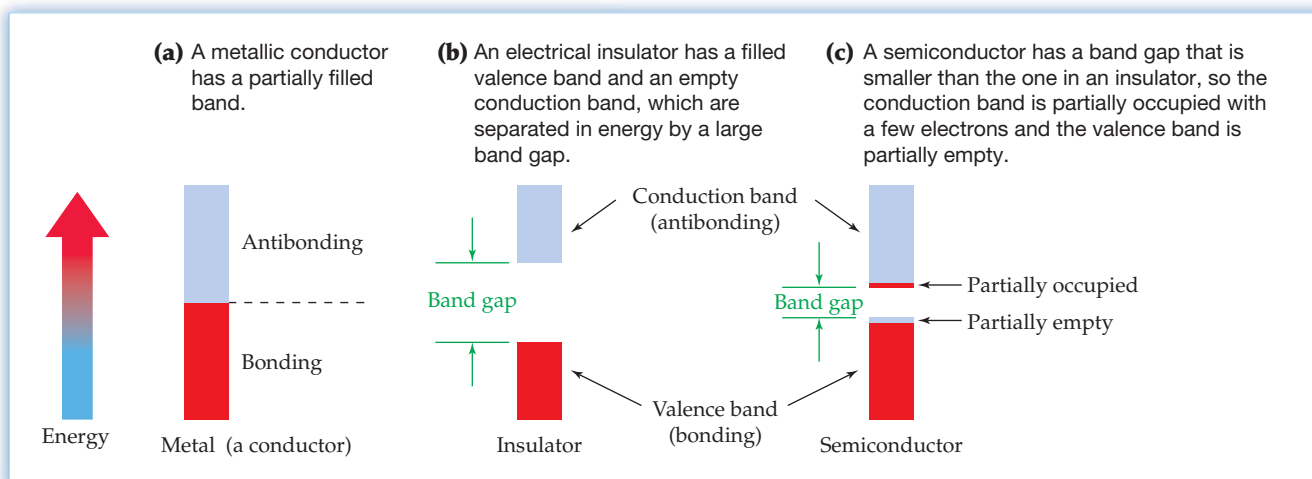 (a) A metallic conductor
has a partially filled
band.
(b) An electrical insulator has a filled
valence band and an empty
conduction band, which are
separated in energy by a large
band gap.
(c) A semiconductor has a band gap that is
smaller than the one in an insulator, so the
conduction band is partially occupied with
a few electrons and the valence band is
partially empty.
Energy
Antibonding
Bonding
Metal (a conductor)
Band gap
Insulator
Conduction band
(antibonding)
Valence band
(bonding)
Band gap
Partially occupied
Partially empty
Semiconductor